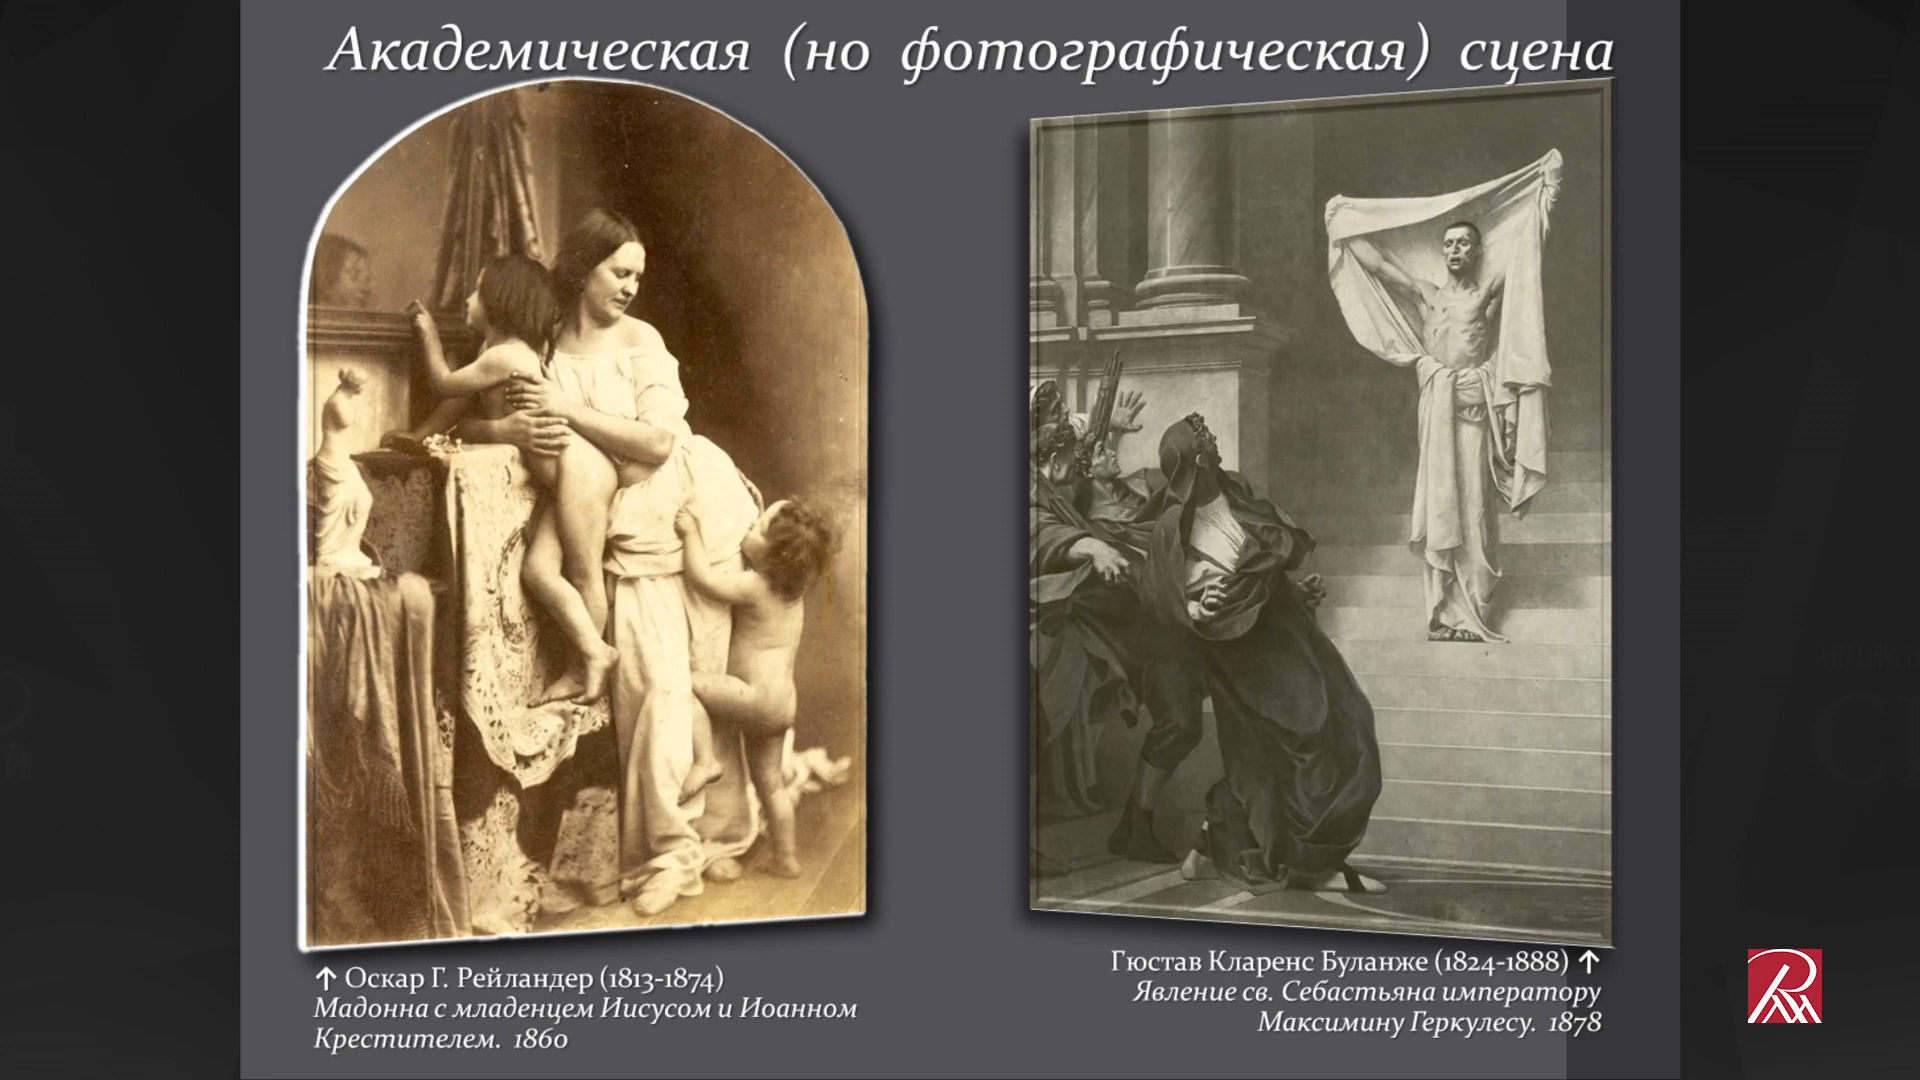 Академическая (но фотографическая) сцена
↑ Оскар Г. Рейландер (1813-1874)
Мадонна с младенцем Иисусом и Иоанном
Крестителем. 1860
Гюстав Кларенс Буланже (1824-1888) ↑
Явление св. Себастьяна императору
Максимину Геркулесу. 1878